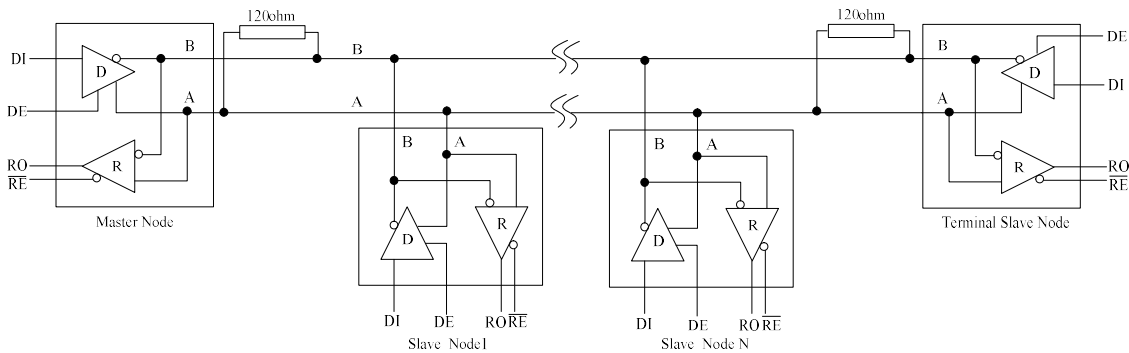 120ohm
120ohm
B
B
B
DE
DI
D
D
DI
A
A
A
DE
B
A
B
A
RO
R
R
RO
RE
RE
Master Node
R
R
Terminal Slave Node
D
D
DI
DE
RO
RE
DI
DE
RO
RE
Slave Node1
Slave Node N